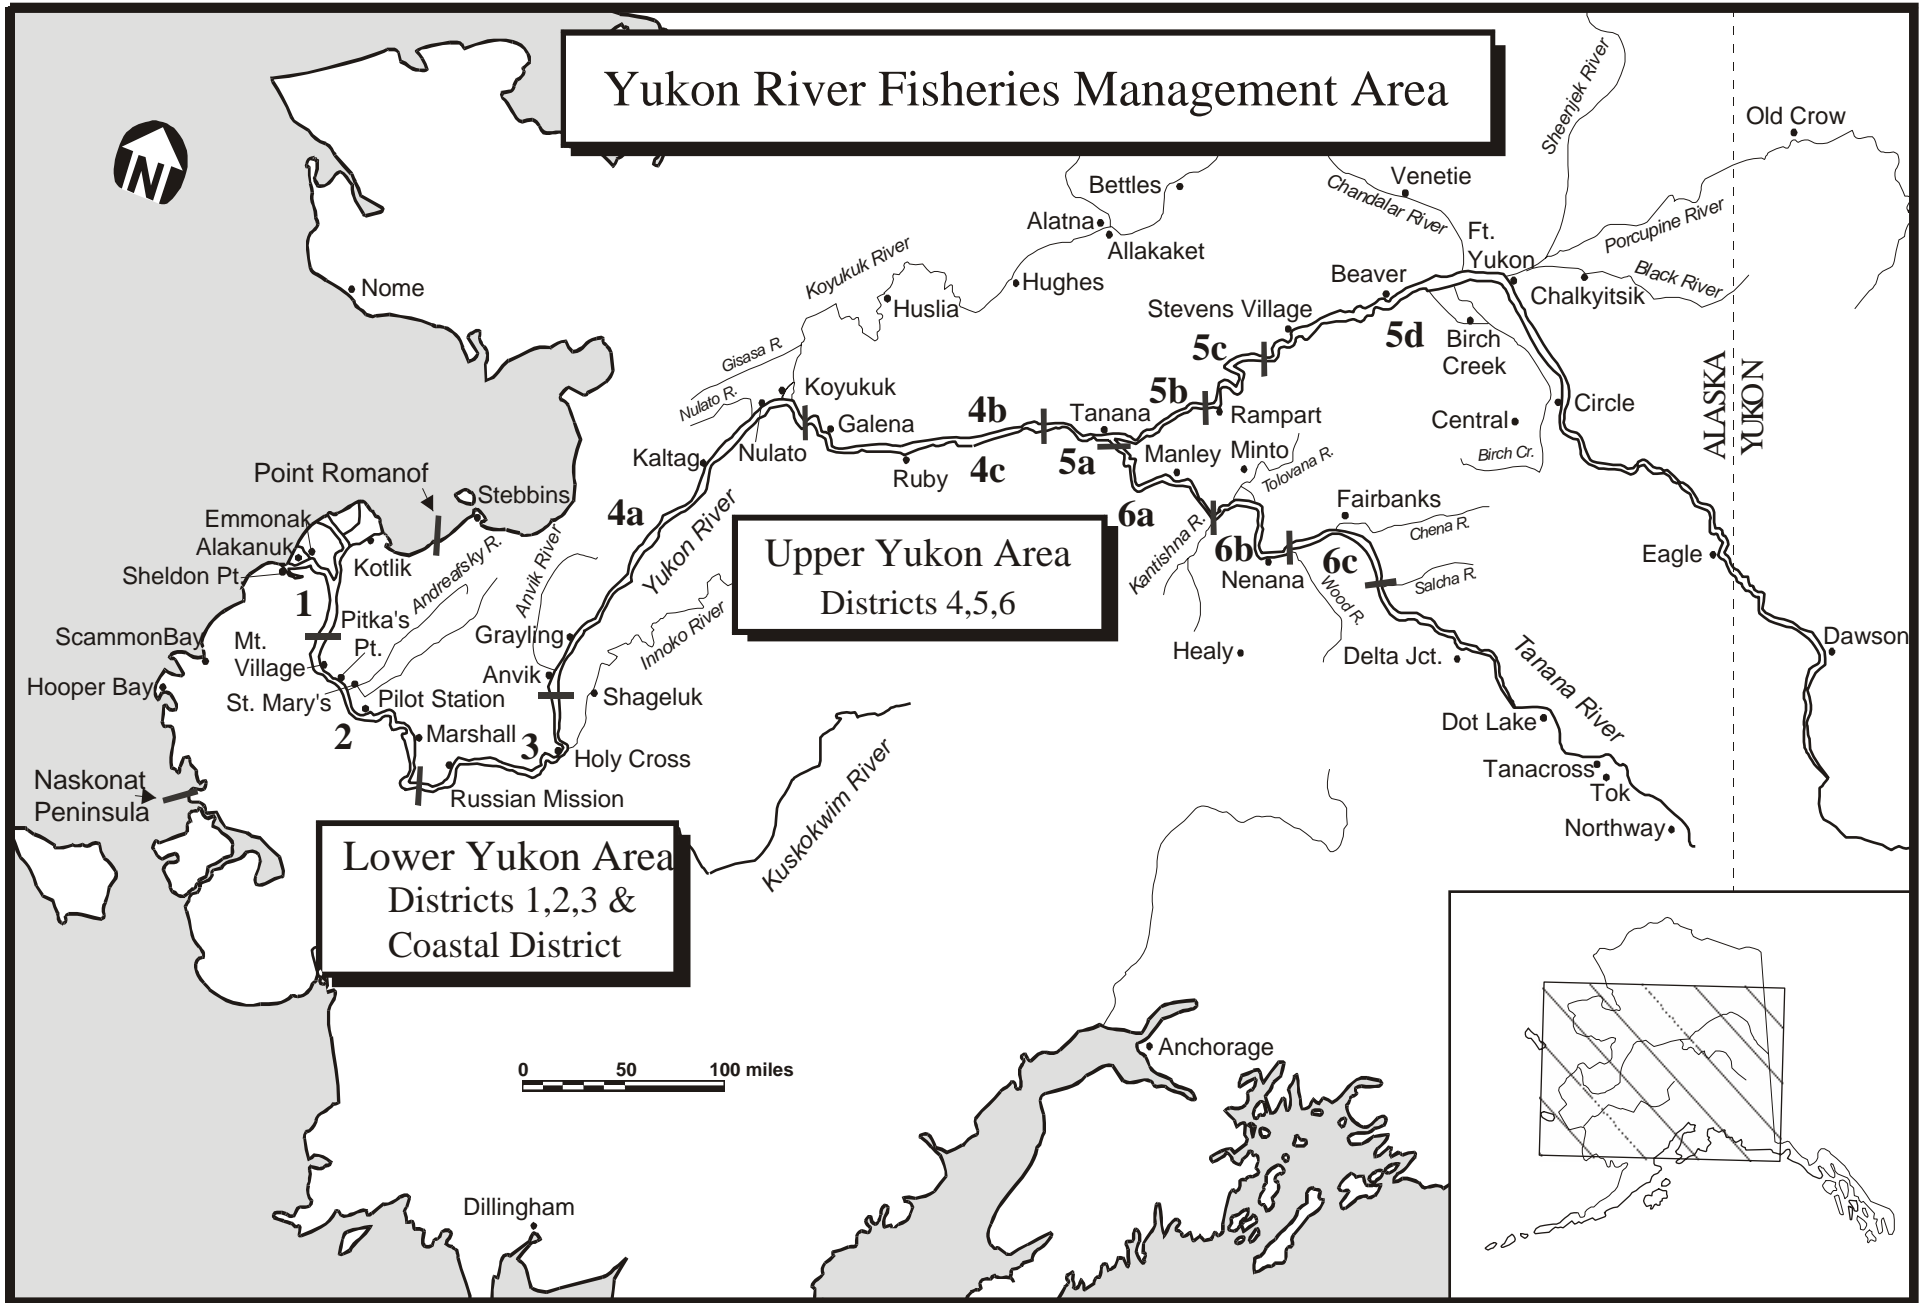 Yukon River Fisheries Management Area
N
Sheenjek River
Old Crow
Bettles
Venetie
Chandalar River
Alatna
Allakaket
Porcupine River
Ft.
Yukon
Koyukuk River
Hughes
Beaver
Black River
Chalkyitsik
Nome
Huslia
Stevens Village
5d
Birch
Creek
5c
Gisasa R.
ALASKA
YUKON
Nulato R.
Koyukuk
5b
Rampart
Circle
Galena
4b
Tanana
Central
Kaltag
Nulato
Manley
Minto
Birch Cr.
Point Romanof
Ruby
4c
5a
Tolovana R.
Stebbins
4a
Yukon River
6a
Fairbanks
Emmonak
Chena R.
Alakanuk
Andreafsky R.
Anvik River
Upper Yukon Area
Districts 4,5,6
Kantishna R.
6b
6c
Eagle
Sheldon Pt.
Kotlik
Nenana
Wood R.
Salcha R.
1
Pitka's
Pt.
Grayling
Innoko River
ScammonBay
Mt.
Village
Healy
Delta Jct.
Tanana River
Dawson
Hooper Bay
St. Mary's
Anvik
Shageluk
Pilot Station
2
Marshall
3
Holy Cross
Dot Lake
Naskonat
Peninsula
Russian Mission
Kuskokwim River
Tanacross
Tok
Northway
Lower Yukon Area
Districts 1,2,3 &
Coastal District
Anchorage
0 50 100 miles
Dillingham